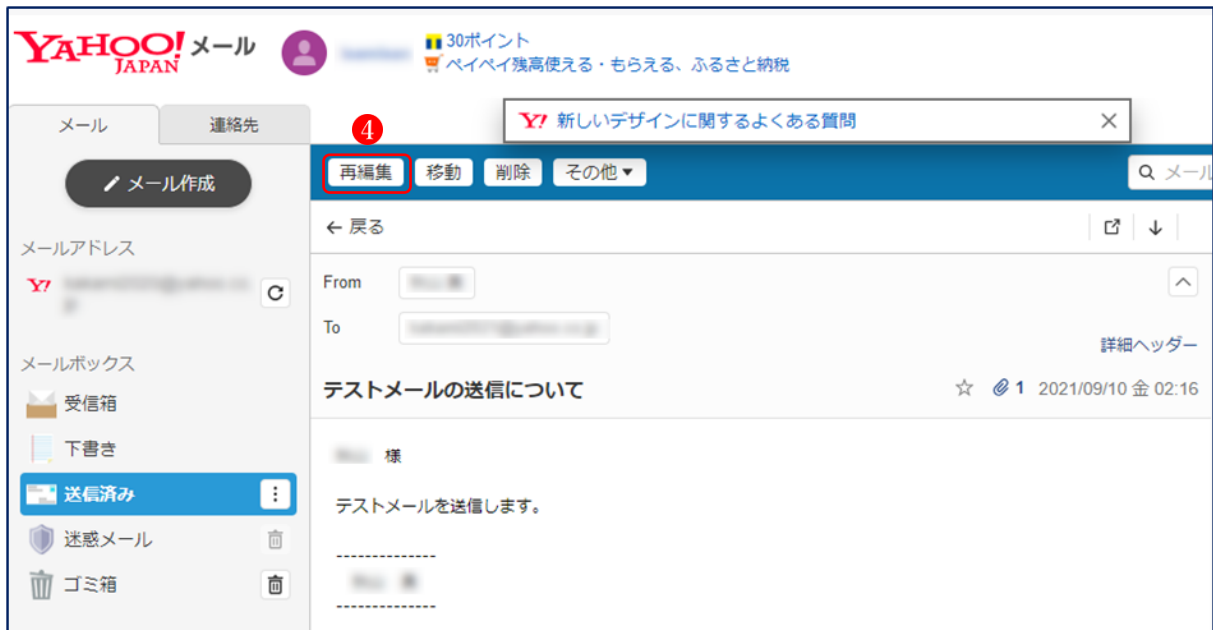 YAHOO! メール
JAPAN
30ポイント
ペイペイ残高使える・もらえる、ふるさと納税
メール 連絡先
Y! 新しいデザインに関するよくある質問 ×
4
メール作成
再編集 移動 削除 その他▼
メール
← 戻る
メールアドレス
Y!
From
To
詳細ヘッダー
メールボックス
テストメールの送信について
☆ 1 2021/09/10 金 02:16
受信箱
下書き
送信済み
迷惑メール
ゴミ箱
様
テストメールを送信します。
--------------
--------------